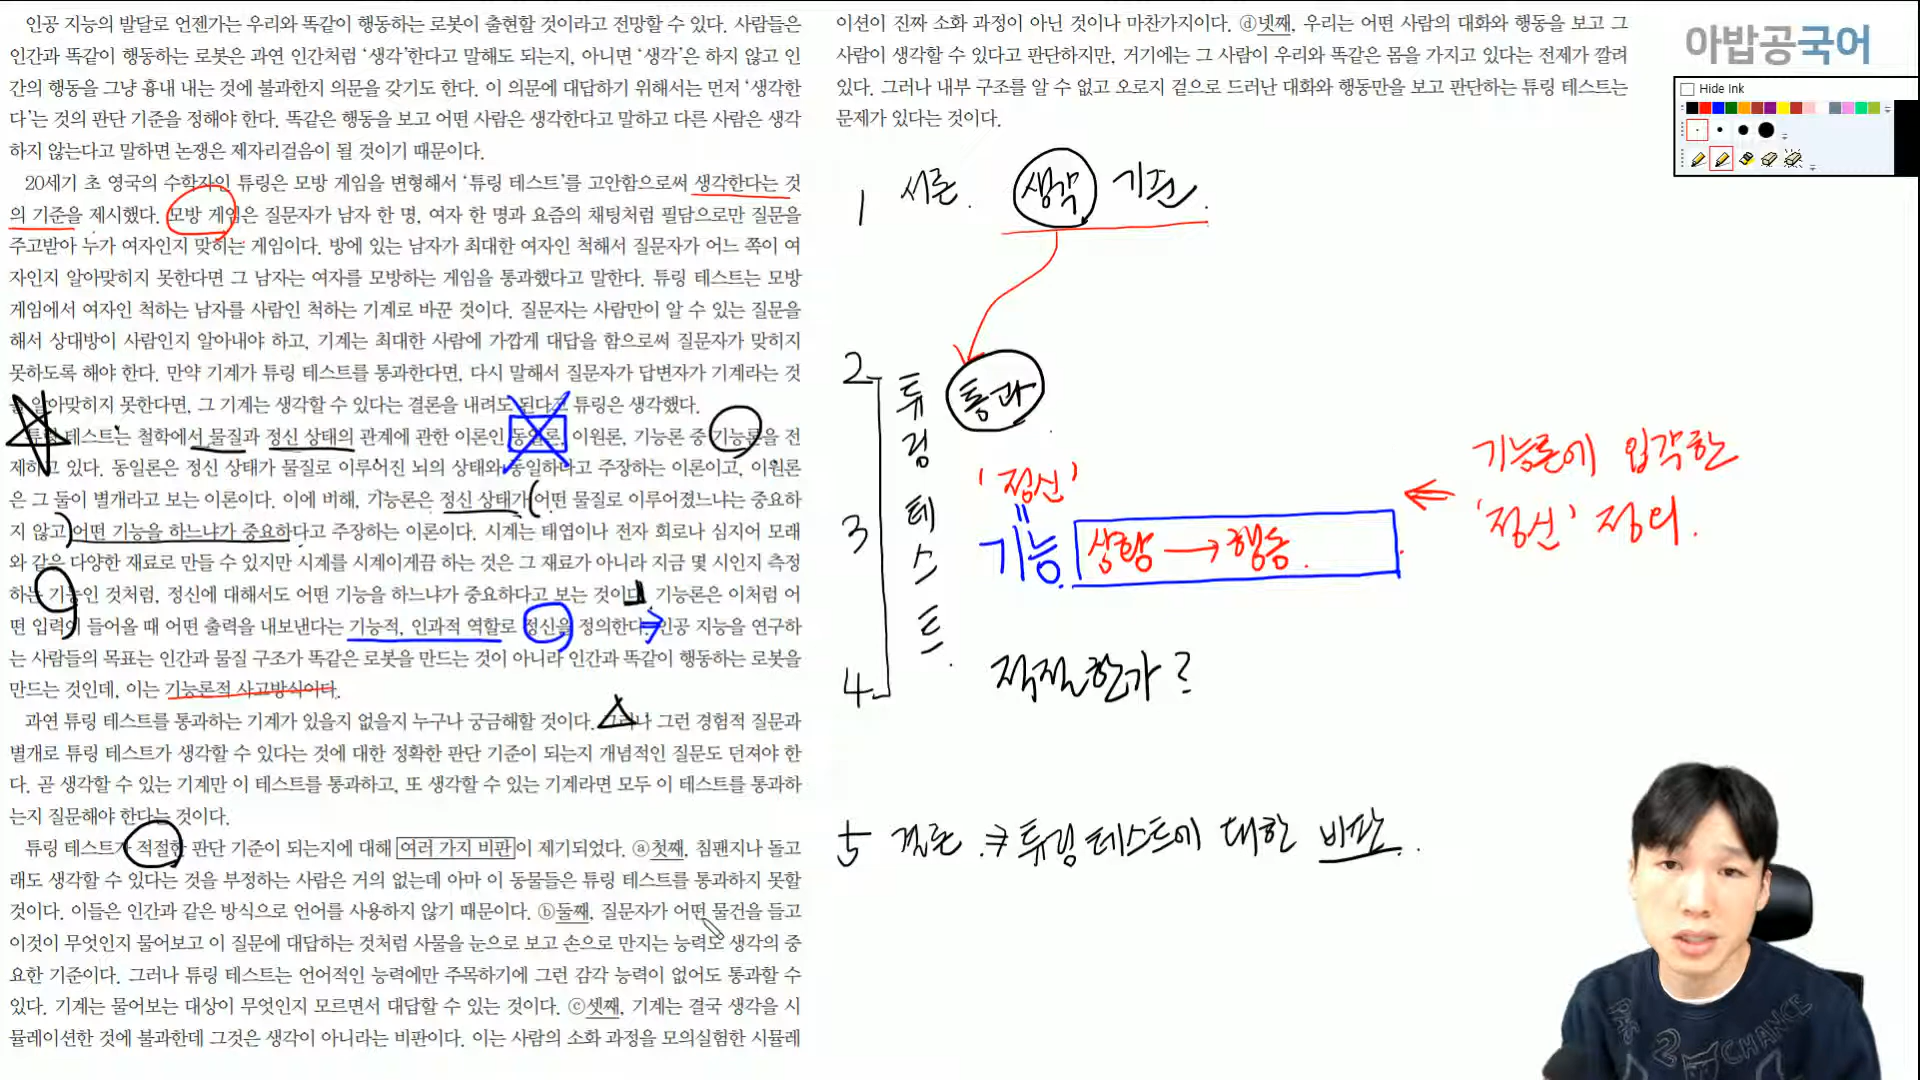 인공 지능의 발달로 언젠가는 우리와 똑같이 행동하는 로봇이 출현할 것이라고 전망할 수 있다. 사람들은
인간과 똑같이 행동하는 로봇은 과연 인간처럼 ‘생각’한다고 말해도 되는지, 아니면 ‘생각’은 하지 않고 인
간의 행동을 그냥 흉내 내는 것에 불과한지 의문을 갖기도 한다. 이 의문에 대답하기 위해서는 먼저 ‘생각한
다’는 것의 판단 기준을 정해야 한다. 똑같은 행동을 보고 어떤 사람은 생각한다고 말하고 다른 사람은 생각
하지 않는다고 말하면 논쟁은 제자리걸음이 될 것이기 때문이다.
20세기 초 영국의 수학자인 튜링은 모방 게임을 변형해서 ‘튜링 테스트’를 고안함으로써 생각한다는 것
의 기준을 제시했다. 모방 게임은 질문자가 남자 한 명, 여자 한 명과 요즘의 채팅처럼 필담으로만 질문을
주고받아 누가 여자인지 맞히는 게임이다. 방에 있는 남자가 최대한 여자인 척해서 질문자가 어느 쪽이 여
자인지 알아맞히지 못한다면 그 남자는 여자를 모방하는 게임을 통과했다고 말한다. 튜링 테스트는 모방
게임에서 여자인 척하는 남자를 사람인 척하는 기계로 바꾼 것이다. 질문자는 사람만이 알 수 있는 질문을
해서 상대방이 사람인지 알아내야 하고, 기계는 최대한 사람에 가깝게 대답을 함으로써 질문자가 맞히지
못하도록 해야 한다. 만약 기계가 튜링 테스트를 통과한다면, 다시 말해서 질문자가 답변자가 기계라는 것
을 알아맞히지 못한다면, 그 기계는 생각할 수 있다는 결론을 내려도 된다고 튜링은 생각했다.
튜링 테스트는 철학에서 물질과 정신 상태의 관계에 관한 이론인 동일론, 이원론, 기능론 중 기능론을 전
제하고 있다. 동일론은 정신 상태가 물질로 이루어진 뇌의 상태와 동일하다고 주장하는 이론이고, 이원론
은 그 둘이 별개라고 보는 이론이다. 이에 비해, 기능론은 정신 상태가 어떤 물질로 이루어졌느냐는 중요하
지 않고 어떤 기능을 하느냐가 중요하다고 주장하는 이론이다. 시계는 태엽이나 전자 회로나 심지어 모래
와 같은 다양한 재료로 만들 수 있지만 시계를 시계이게끔 하는 것은 그 재료가 아니라 지금 몇 시인지 측정
하는 기능인 것처럼, 정신에 대해서도 어떤 기능을 하느냐가 중요하다고 보는 것이다. 기능론은 이처럼 어
떤 입력이 들어올 때 어떤 출력을 내보낸다는 기능적, 인과적 역할로 정신을 정의한다. 인공 지능을 연구하
는 사람들의 목표는 인간과 물질 구조가 똑같은 로봇을 만드는 것이 아니라 인간과 똑같이 행동하는 로봇을
만드는 것인데, 이는 기능론적 사고방식이다.
과연 튜링 테스트를 통과하는 기계가 있을지 없을지 누구나 궁금해할 것이다. 그러나 그런 경험적 질문과
별개로 튜링 테스트가 생각할 수 있다는 것에 대한 정확한 판단 기준이 되는지 개념적인 질문도 던져야 한
다. 곧 생각할 수 있는 기계만 이 테스트를 통과하고, 또 생각할 수 있는 기계라면 모두 이 테스트를 통과하
는지 질문해야 한다는 것이다.
튜링 테스트가 적절한 판단 기준이 되는지에 대해 여러 가지 비판이 제기되었다. ⓐ첫째, 침팬지나 돌고
래도 생각할 수 있다는 것을 부정하는 사람은 거의 없는데 아마 이 동물들은 튜링 테스트를 통과하지 못할
것이다. 이들은 인간과 같은 방식으로 언어를 사용하지 않기 때문이다. ⓑ둘째, 질문자가 어떤 물건을 들고
이것이 무엇인지 물어보고 이 질문에 대답하는 것처럼 사물을 눈으로 보고 손으로 만지는 능력도 생각의 중
요한 기준이다. 그러나 튜링 테스트는 언어적인 능력에만 주목하기에 그런 감각 능력이 없어도 통과할 수
있다. 기계는 물어보는 대상이 무엇인지 모르면서 대답할 수 있는 것이다. ⓒ셋째, 기계는 결국 생각을 시
뮬레이션한 것에 불과한데 그것은 생각이 아니라는 비판이다. 이는 사람의 소화 과정을 모의실험한 시뮬레
이션이 진짜 소화 과정이 아닌 것이나 마찬가지이다. ⓓ넷째, 우리는 어떤 사람의 대화와 행동을 보고 그
사람이 생각할 수 있다고 판단하지만, 거기에는 그 사람이 우리와 똑같은 몸을 가지고 있다는 전제가 깔려
있다. 그러나 내부 구조를 알 수 없고 오로지 겉으로 드러난 대화와 행동만을 보고 판단하는 튜링 테스트는
문제가 있다는 것이다.
아밥공국어
Hide Ink
1 서론. 생각 기준.
2 통과
튜링 테스트.
3 '정신'
=
기능 상황 → 행동.
← 기능론에 입각한
'정신' 정의.
4 적절한가?
5 결론 ⇒ 튜링 테스트에 대한 비판.
2
CHANCE